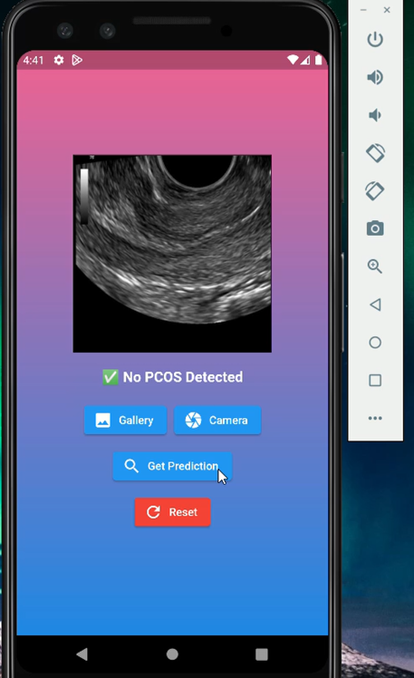 4:41
✅ No PCOS Detected
Gallery Camera
Get Prediction
Reset